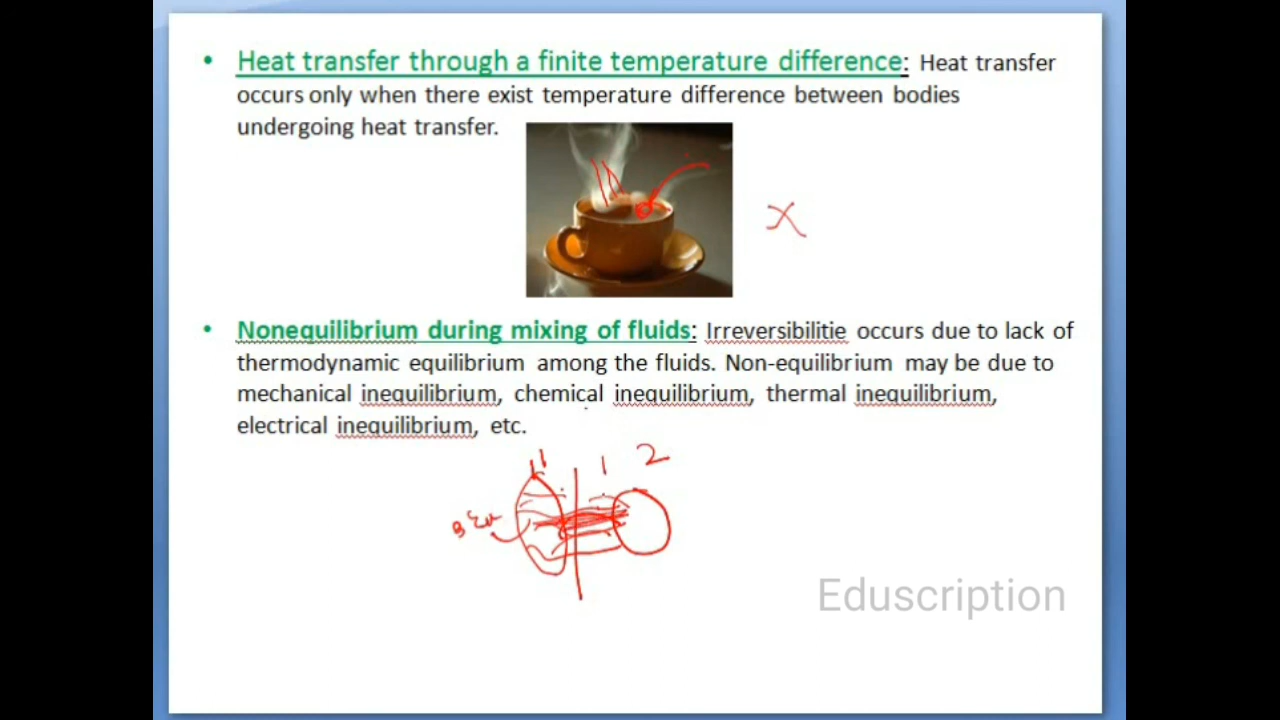 Heat transfer through a finite temperature difference: Heat transfer
occurs only when there exist temperature difference between bodies
undergoing heat transfer.
X
Nonequilibrium during mixing of fluids: Irreversibilitie occurs due to lack of
thermodynamic equilibrium among the fluids. Non-equilibrium may be due to
mechanical inequilibrium, chemical inequilibrium, thermal inequilibrium,
electrical inequilibrium, etc.
1 2
Eduscription